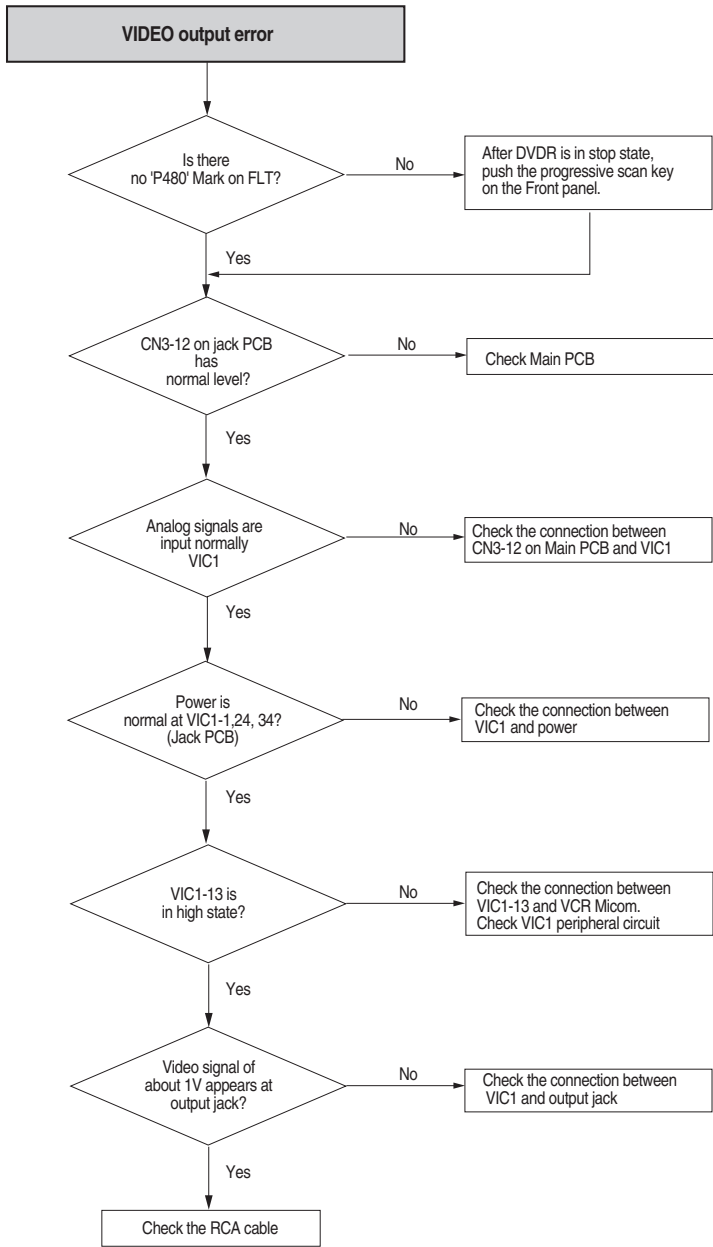 VIDEO output error
Is there
no 'P480' Mark on FLT?
No
After DVDR is in stop state,
push the progressive scan key
on the Front panel.
Yes
CN3-12 on jack PCB
has
normal level?
No
Check Main PCB
Yes
Analog signals are
input normally
VIC1
No
Check the connection between
CN3-12 on Main PCB and VIC1
Yes
Power is
normal at VIC1-1,24, 34?
(Jack PCB)
No
Check the connection between
VIC1 and power
Yes
VIC1-13 is
in high state?
No
Check the connection between
VIC1-13 and VCR Micom.
Check VIC1 peripheral circuit
Yes
Video signal of
about 1V appears at
output jack?
No
Check the connection between
VIC1 and output jack
Yes
Check the RCA cable